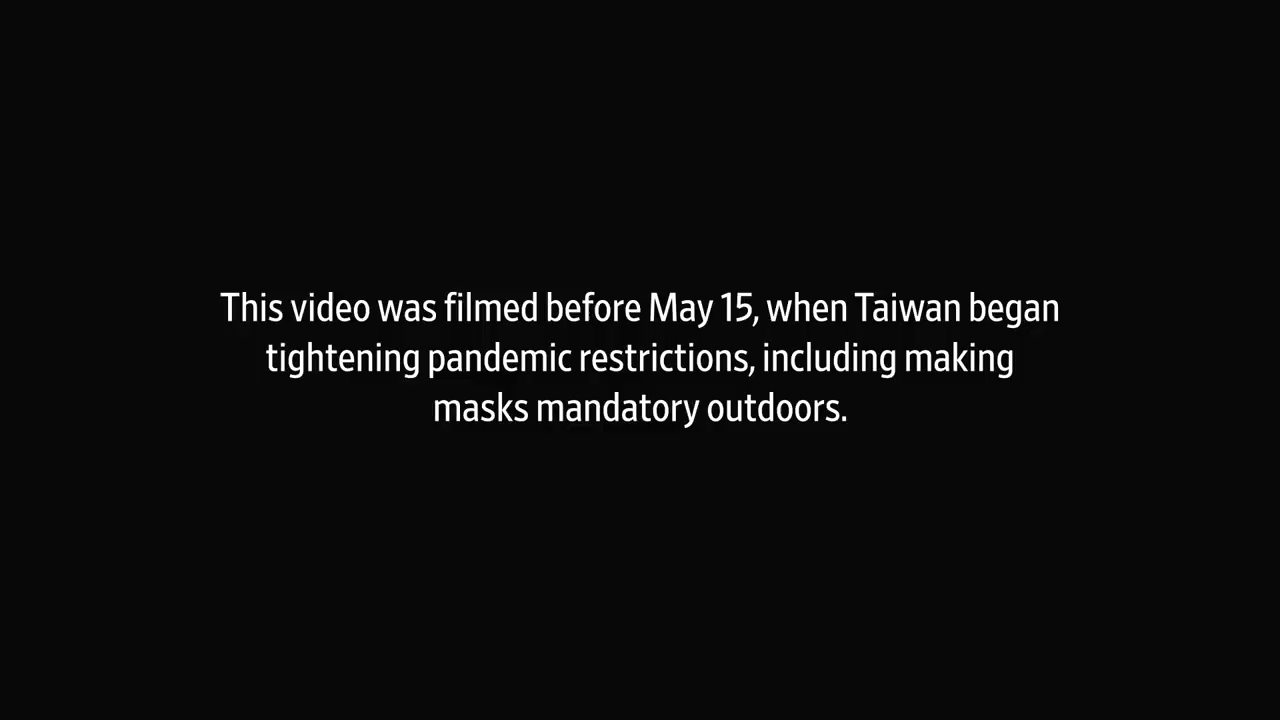 This video was filmed before May 15, when Taiwan began
tightening pandemic restrictions, including making
masks mandatory outdoors.